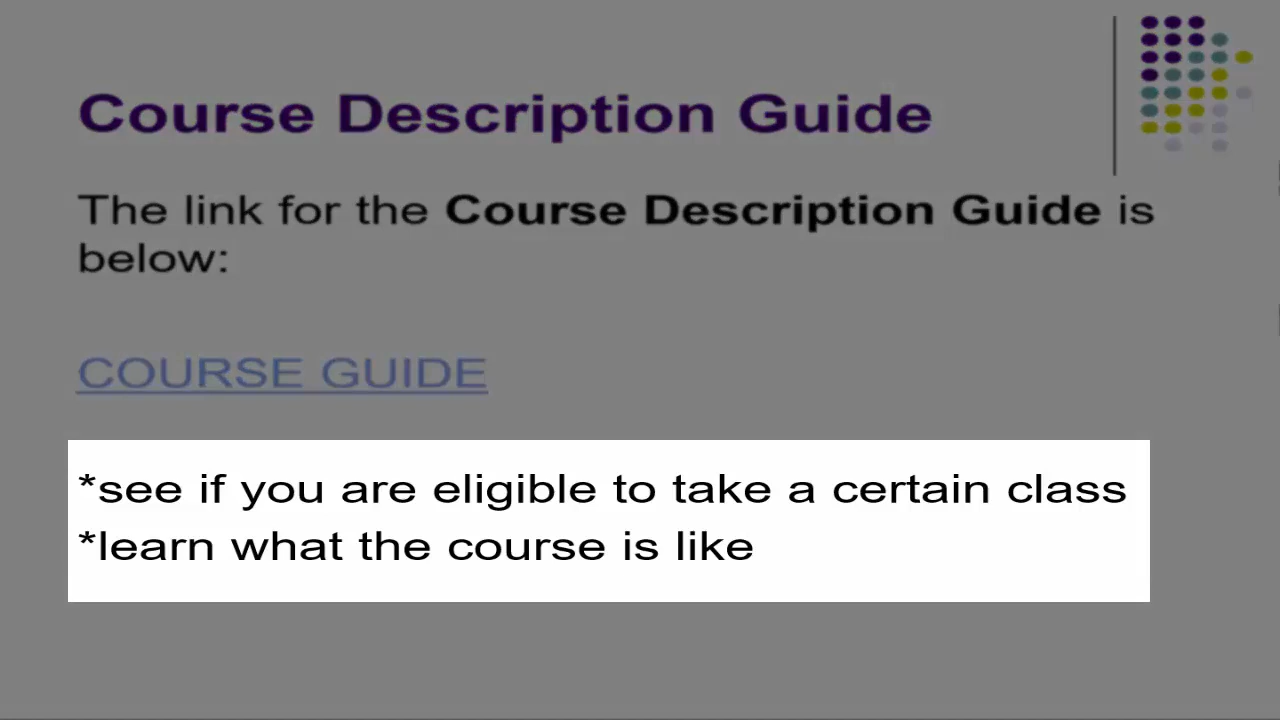 Course Description Guide
The link for the Course Description Guide is
below:
COURSE GUIDE
*see if you are eligible to take a certain class
*learn what the course is like